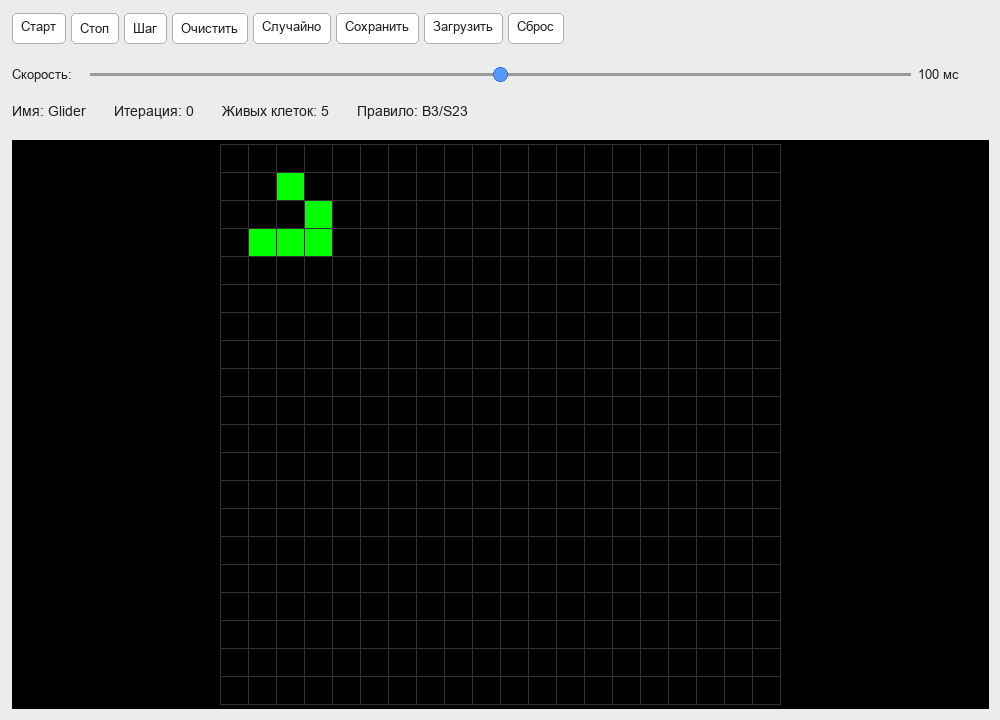 Старт Стоп Шаг Очистить Случайно Сохранить Загрузить Сброс
Скорость: 100 мс
Имя: Glider Итерация: 0 Живых клеток: 5 Правило: B3/S23